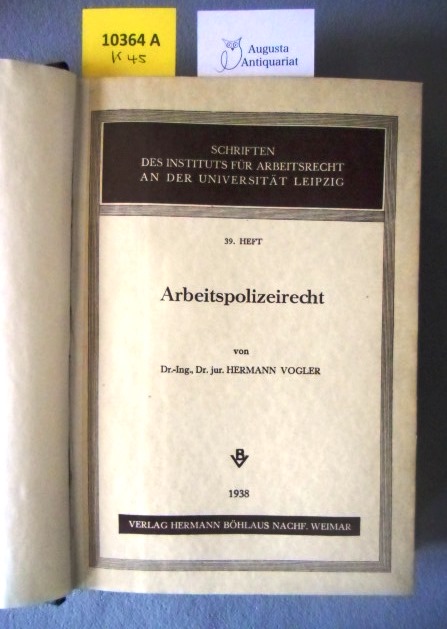 10364 A
K 45
Augusta
Antiquariat
SCHRIFTEN
DES INSTITUTS FÜR ARBEITSRECHT
AN DER UNIVERSITÄT LEIPZIG
39. HEFT
Arbeitspolizeirecht
von
Dr.-Ing., Dr. jur. HERMANN VOGLER
1938
VERLAG HERMANN BÖHLAUS NACHF. WEIMAR